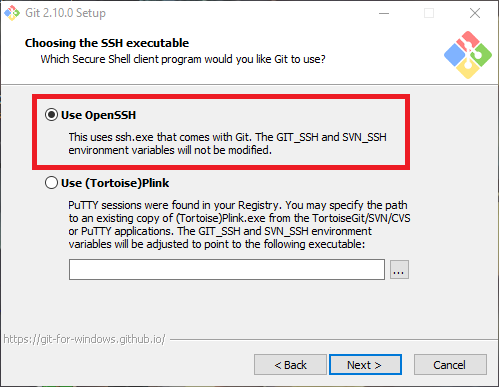 Git 2.10.0 Setup
Choosing the SSH executable
Which Secure Shell client program would you like Git to use?
Use OpenSSH
This uses ssh.exe that comes with Git. The GIT_SSH and SVN_SSH
environment variables will not be modified.
Use (Tortoise)Plink
PuTTY sessions were found in your Registry. You may specify the path
to an existing copy of (Tortoise)Plink.exe from the TortoiseGit/SVN/CVS
or PuTTY applications. The GIT_SSH and SVN_SSH environment
variables will be adjusted to point to the following executable:
...
https://git-for-windows.github.io/
< Back Next > Cancel